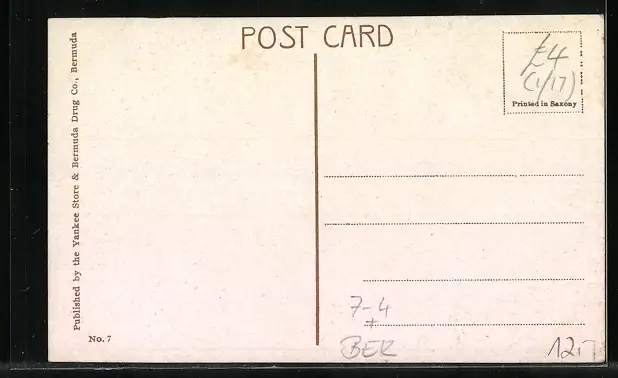 POST CARD
£4
(1/17)
Printed in Saxony
Published by the Yankee Store & Bermuda Drug Co., Bermuda
No. 7
7-4
+
BER
12,-